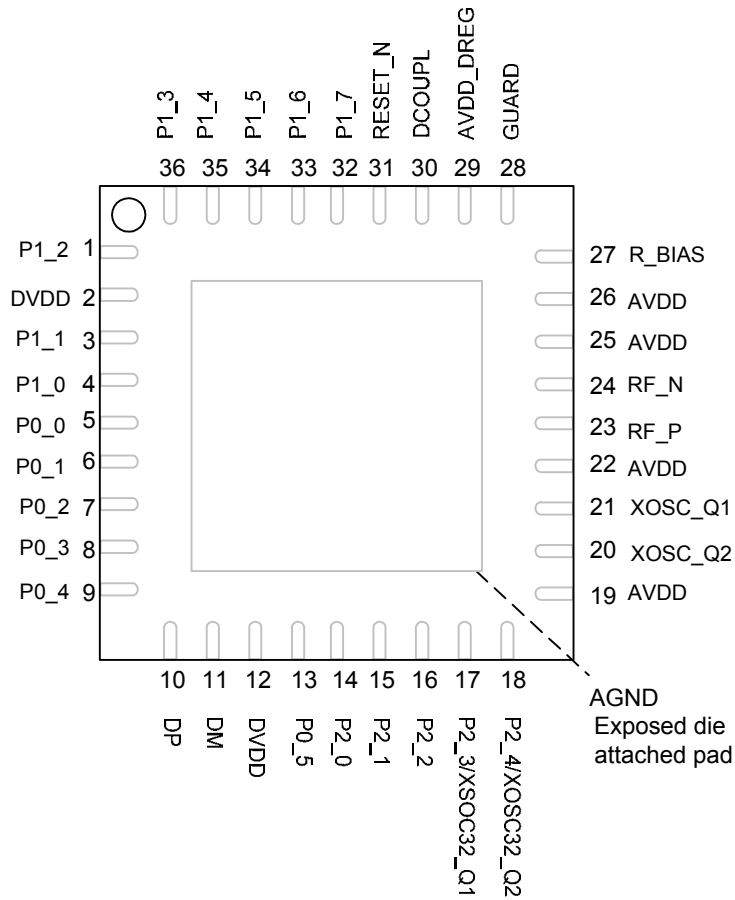 P1_3
P1_4
P1_5
P1_6
P1_7
RESET_N
DCOUPL
AVDD_DREG
GUARD
36 35 34 33 32 31 30 29 28
P1_2 1
DVDD 2
P1_1 3
P1_0 4
P0_0 5
P0_1 6
P0_2 7
P0_3 8
P0_4 9
27 R_BIAS
26 AVDD
25 AVDD
24 RF_N
23 RF_P
22 AVDD
21 XOSC_Q1
20 XOSC_Q2
19 AVDD
10 11 12 13 14 15 16 17 18
DP
DM
DVDD
P0_5
P2_0
P2_1
P2_2
P2_3/XSOC32_Q1
P2_4/XOSC32_Q2
AGND
Exposed die
attached pad